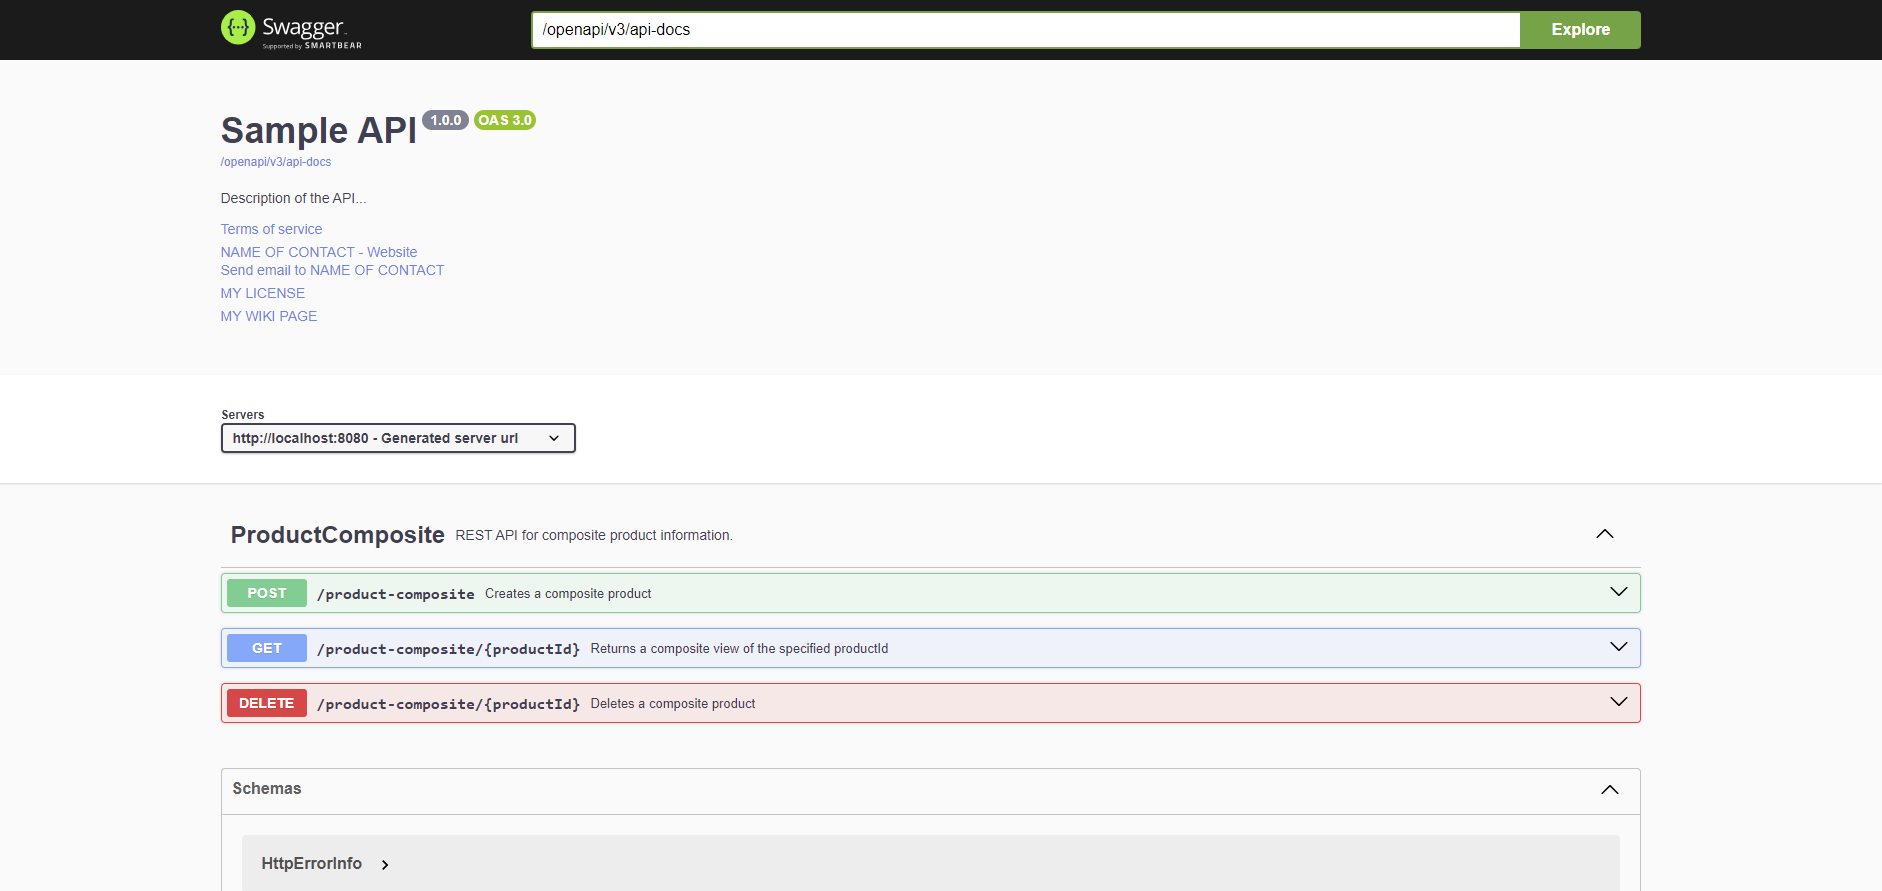 Swagger
Supported by SMARTBEAR
/openapi/v3/api-docs
Explore
Sample API 1.0.0 OAS 3.0
/openapi/v3/api-docs
Description of the API...
Terms of service
NAME OF CONTACT - Website
Send email to NAME OF CONTACT
MY LICENSE
MY WIKI PAGE
Servers
http://localhost:8080 - Generated server url
ProductComposite REST API for composite product information.
POST /product-composite Creates a composite product
GET /product-composite/{productId} Returns a composite view of the specified productId
DELETE /product-composite/{productId} Deletes a composite product
Schemas
HttpErrorInfo